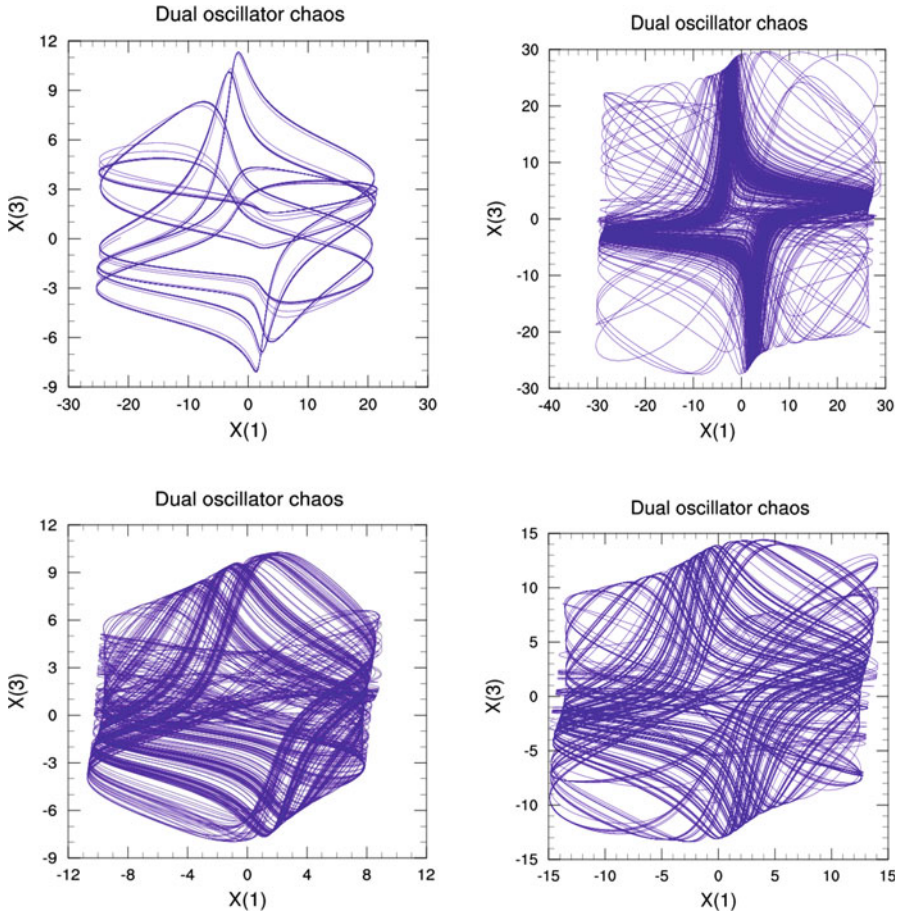 Dual oscillator chaos
12
9
6
3
0
-3
-6
-9
X(3)
-30 -20 -10 0 10 20 30
X(1)
Dual oscillator chaos
30
20
10
0
-10
-20
-30
X(3)
-40 -30 -20 -10 0 10 20 30
X(1)
Dual oscillator chaos
12
9
6
3
0
-3
-6
-9
X(3)
-12 -8 -4 0 4 8 12
X(1)
Dual oscillator chaos
15
10
5
0
-5
-10
-15
X(3)
-15 -10 -5 0 5 10 15
X(1)